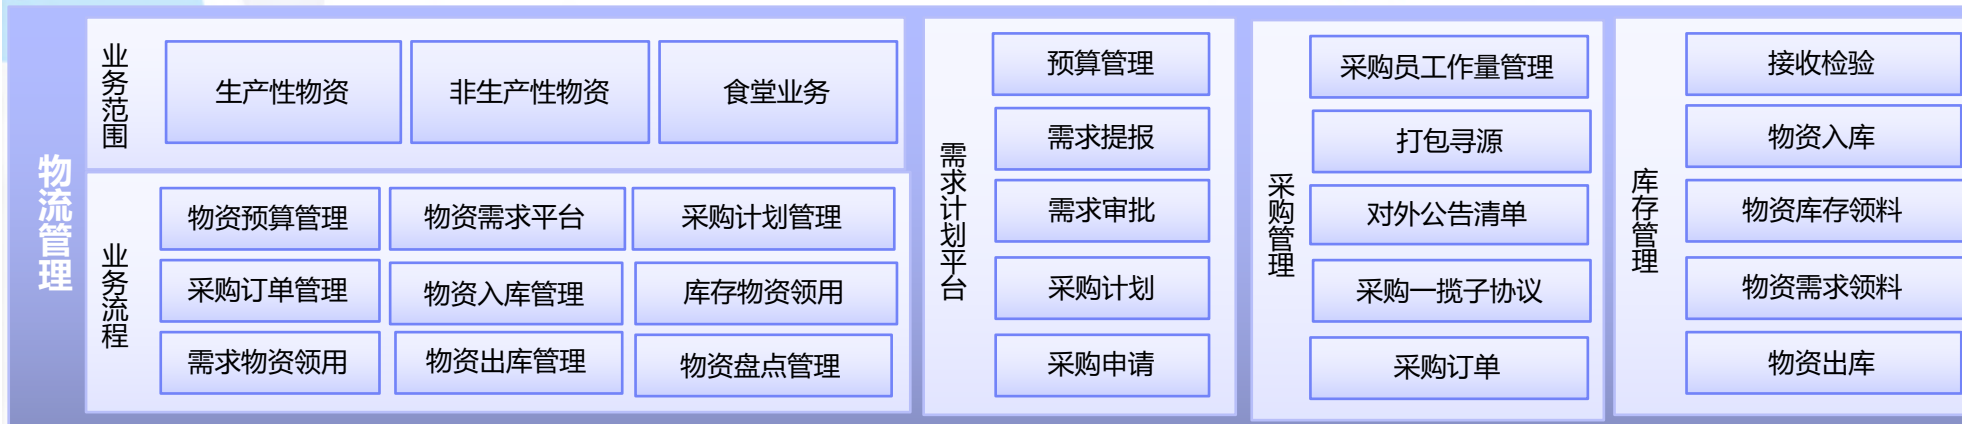 物流管理
业务范围
生产性物资
非生产性物资
食堂业务
业务流程
物资预算管理
物资需求平台
采购计划管理
采购订单管理
物资入库管理
库存物资领用
需求物资领用
物资出库管理
物资盘点管理
需求计划平台
预算管理
需求提报
需求审批
采购计划
采购申请
采购管理
采购员工作量管理
打包寻源
对外公告清单
采购一揽子协议
采购订单
库存管理
接收检验
物资入库
物资库存领料
物资需求领料
物资出库